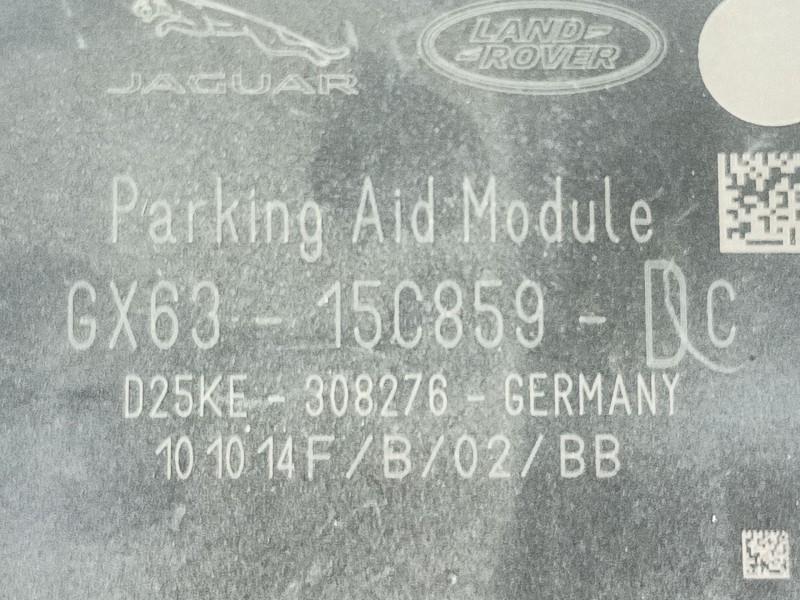 JAGUAR
LAND-
-ROVER
Parking Aid Module
GX63 - 15C859 - DC
D25KE - 308276 - GERMANY
10 10 14F/B/02/BB